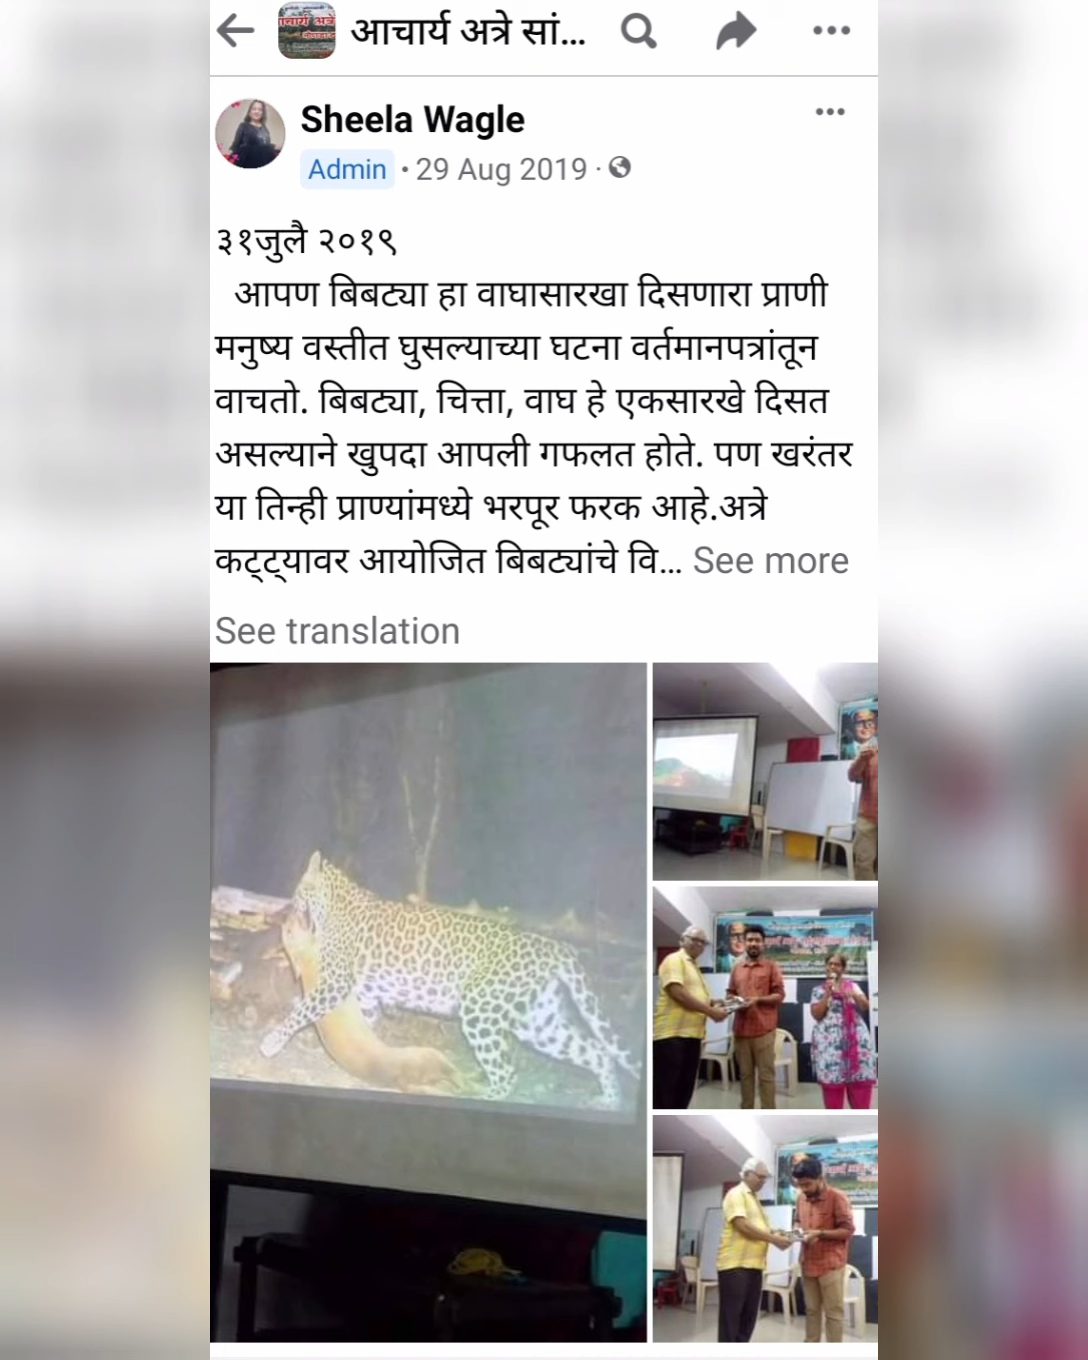 आचार्य अत्रे सां...
Sheela Wagle
Admin • 29 Aug 2019 ·
३१जुलै २०१९
आपण बिबट्या हा वाघासारखा दिसणारा प्राणी
मनुष्य वस्तीत घुसल्याच्या घटना वर्तमानपत्रांतून
वाचतो. बिबट्या, चित्ता, वाघ हे एकसारखे दिसत
असल्याने खुपदा आपली गफलत होते. पण खरंतर
या तिन्ही प्राण्यांमध्ये भरपूर फरक आहे.अत्रे
कट्ट्यावर आयोजित बिबट्यांचे वि... See more
See translation